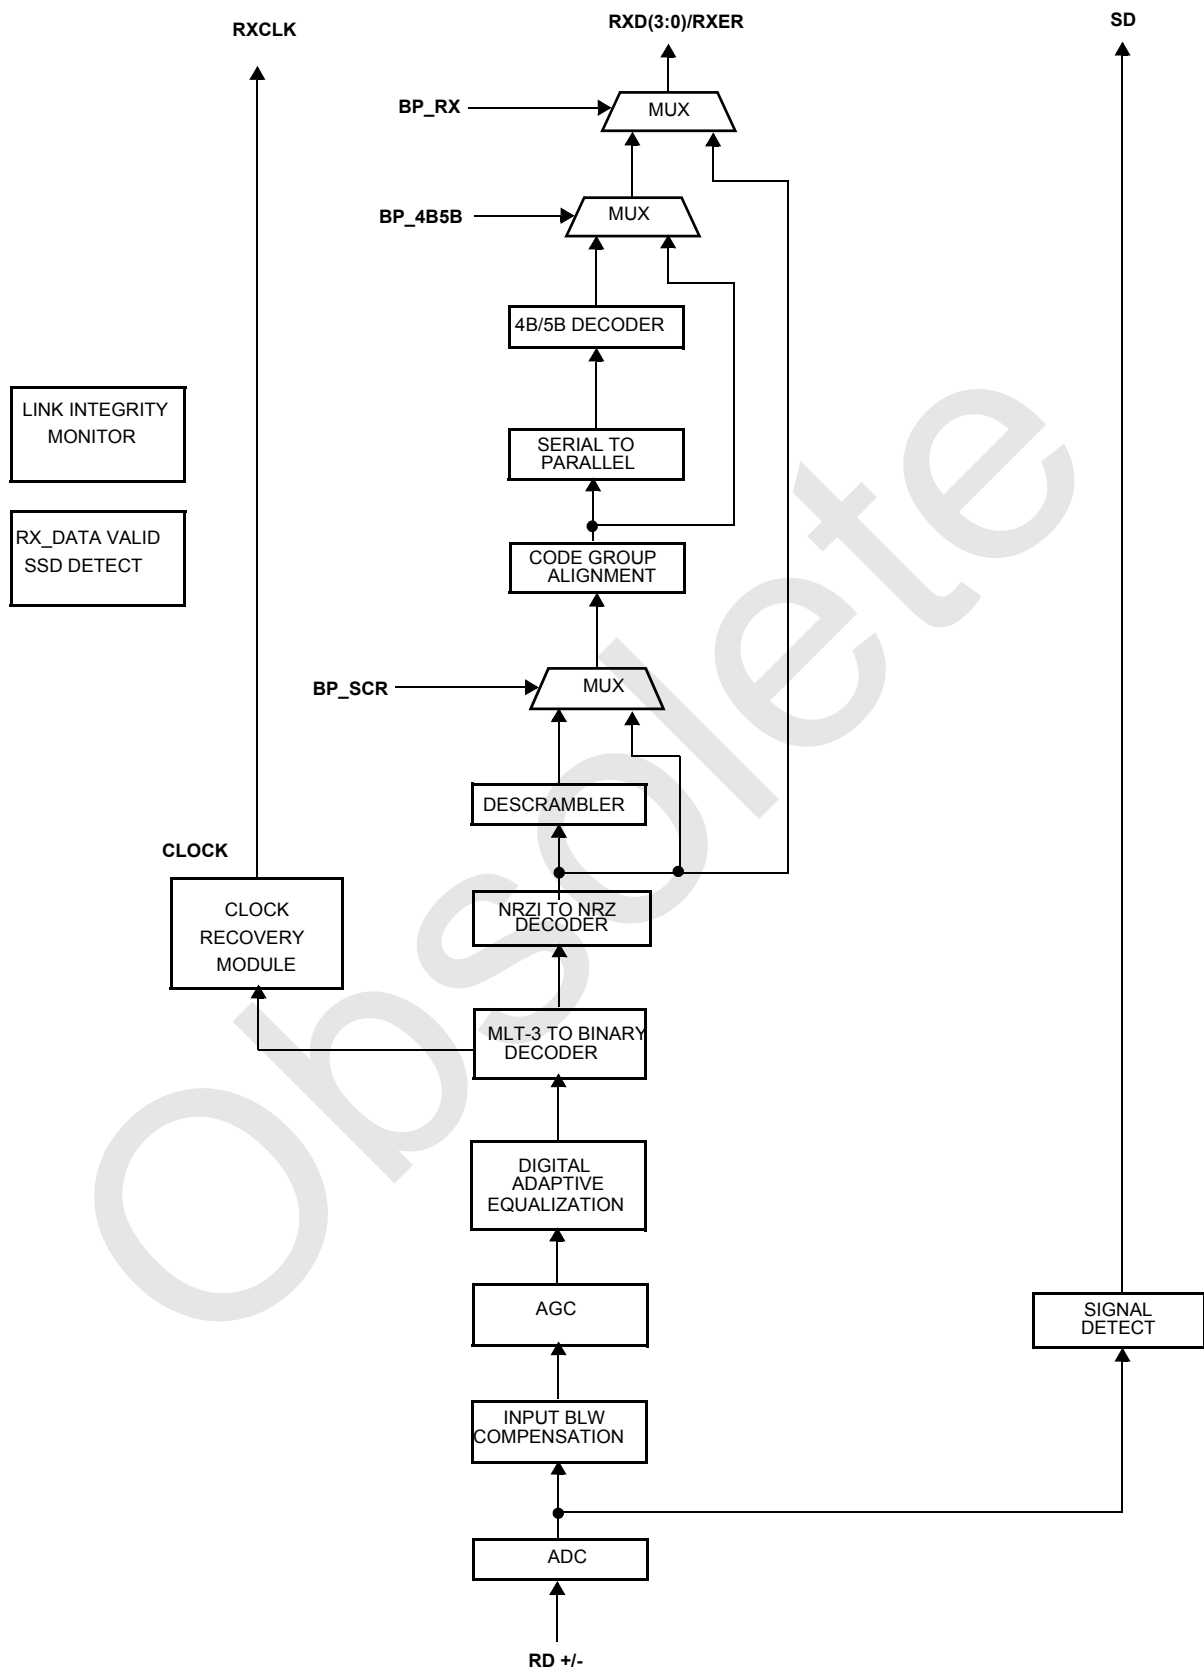 RXCLK
RXD(3:0)/RXER
SD
BP_RX
MUX
BP_4B5B
MUX
4B/5B DECODER
LINK INTEGRITY
MONITOR
SERIAL TO
PARALLEL
RX_DATA VALID
SSD DETECT
CODE GROUP
ALIGNMENT
BP_SCR
MUX
DESCRAMBLER
CLOCK
CLOCK
RECOVERY
MODULE
NRZI TO NRZ
DECODER
MLT-3 TO BINARY
DECODER
DIGITAL
ADAPTIVE
EQUALIZATION
AGC
SIGNAL
DETECT
INPUT BLW
COMPENSATION
ADC
RD +/-
Obsolete